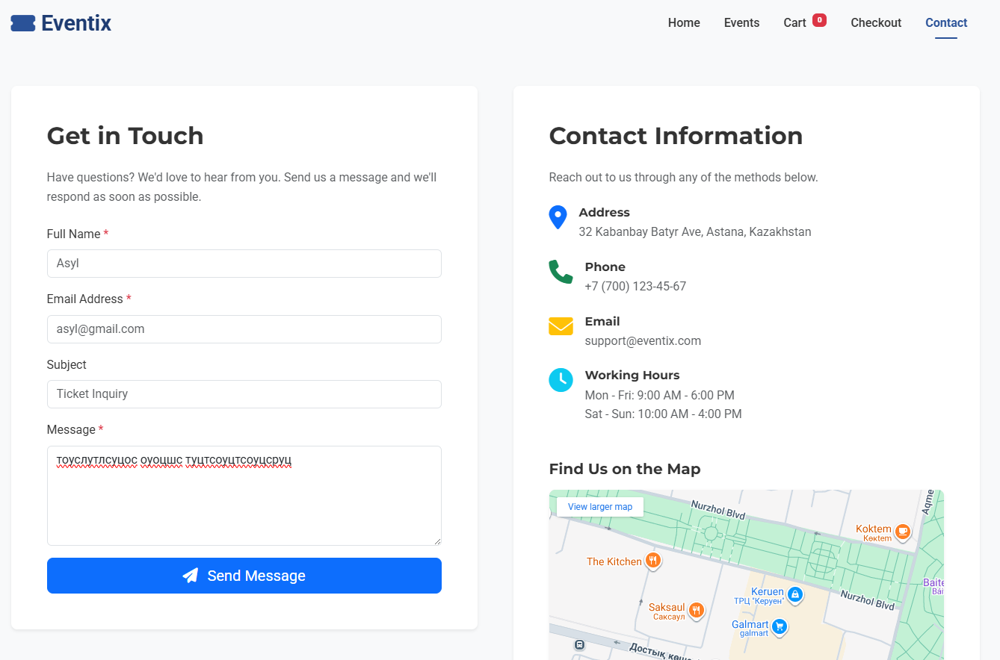 Eventix
Home Events Cart 0 Checkout Contact
Get in Touch
Have questions? We'd love to hear from you. Send us a message and we'll
respond as soon as possible.
Full Name *
Asyl
Email Address *
asyl@gmail.com
Subject
Ticket Inquiry
Message *
тоуслутлсуцос оуоцшс туцтсоуцтсоуцсруц
Send Message
Contact Information
Reach out to us through any of the methods below.
Address
32 Kabanbay Batyr Ave, Astana, Kazakhstan
Phone
+7 (700) 123-45-67
Email
support@eventix.com
Working Hours
Mon - Fri: 9:00 AM - 6:00 PM
Sat - Sun: 10:00 AM - 4:00 PM
Find Us on the Map
View larger map
Nurzhol Blvd
Koktem
Көктем
The Kitchen
Keruen
ТРЦ "Керуен"
Nurzhol Blvd
Saksaul
Саксаул
Galmart
galmart